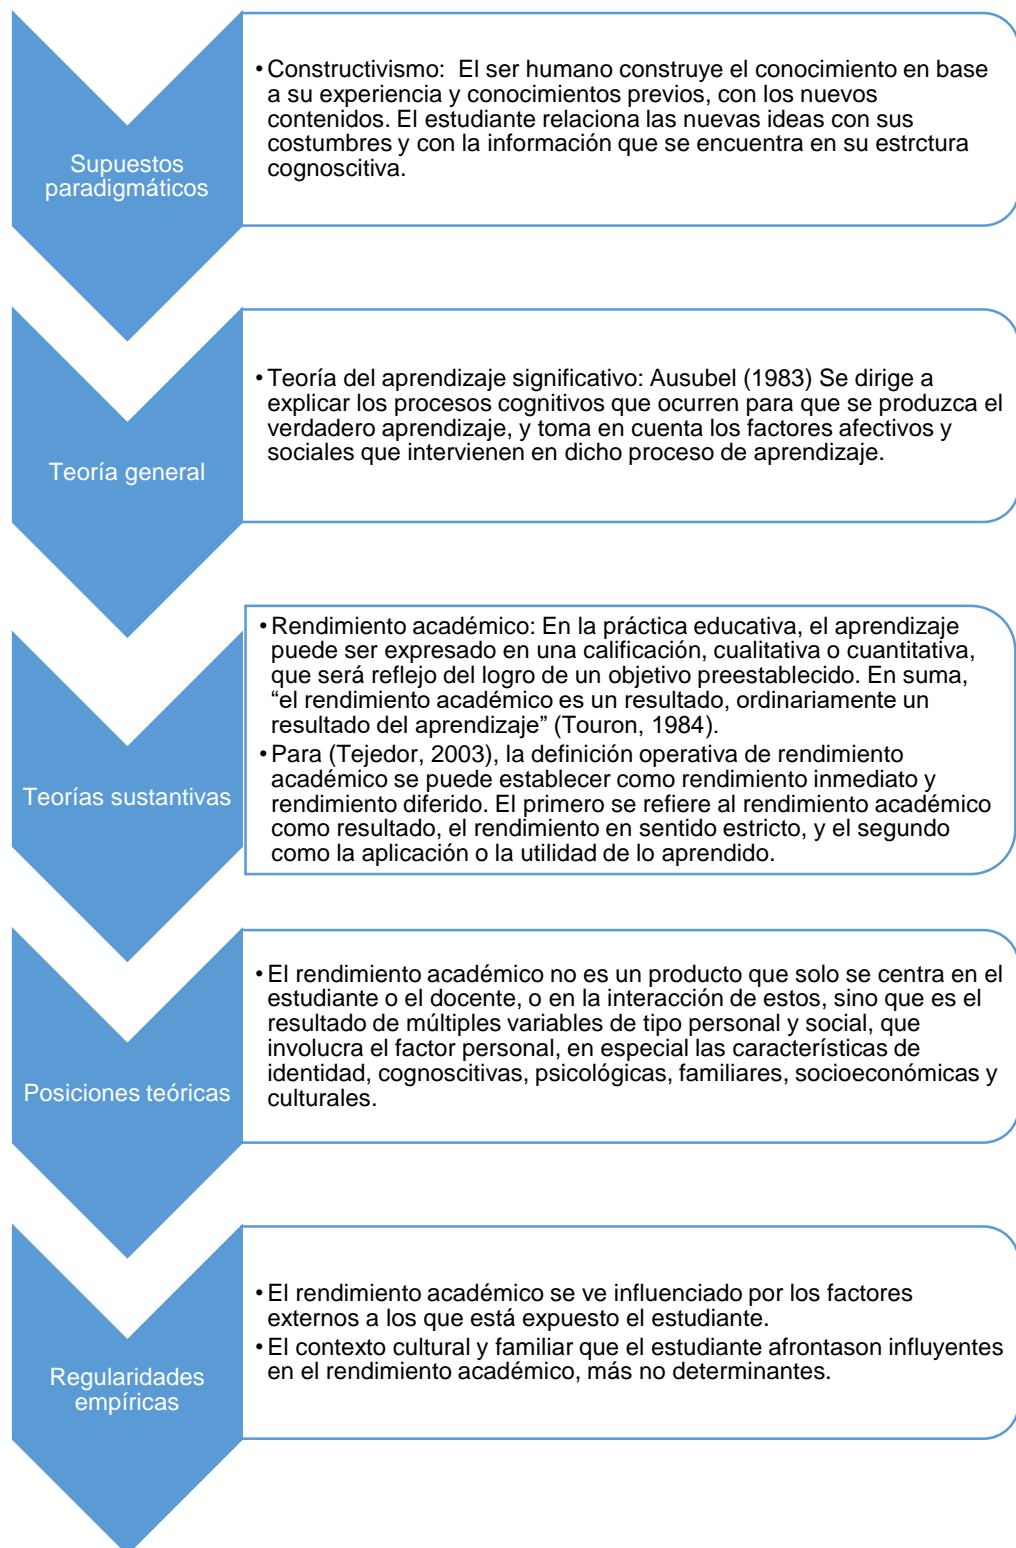 Supuestos
paradigmáticos
• Constructivismo:  El ser humano construye el conocimiento en base
a su experiencia y conocimientos previos, con los nuevos
contenidos. El estudiante relaciona las nuevas ideas con sus
costumbres y con la información que se encuentra en su estrctura
cognoscitiva.
Teoría general
• Teoría del aprendizaje significativo: Ausubel (1983) Se dirige a
explicar los procesos cognitivos que ocurren para que se produzca el
verdadero aprendizaje, y toma en cuenta los factores afectivos y
sociales que intervienen en dicho proceso de aprendizaje.
Teorías sustantivas
• Rendimiento académico: En la práctica educativa, el aprendizaje
puede ser expresado en una calificación, cualitativa o cuantitativa,
que será reflejo del logro de un objetivo preestablecido. En suma,
“el rendimiento académico es un resultado, ordinariamente un
resultado del aprendizaje” (Touron, 1984).
• Para (Tejedor, 2003), la definición operativa de rendimiento
académico se puede establecer como rendimiento inmediato y
rendimiento diferido. El primero se refiere al rendimiento académico
como resultado, el rendimiento en sentido estricto, y el segundo
como la aplicación o la utilidad de lo aprendido.
Posiciones teóricas
• El rendimiento académico no es un producto que solo se centra en el
estudiante o el docente, o en la interacción de estos, sino que es el
resultado de múltiples variables de tipo personal y social, que
involucra el factor personal, en especial las características de
identidad, cognoscitivas, psicológicas, familiares, socioeconómicas y
culturales.
Regularidades
empíricas
• El rendimiento académico se ve influenciado por los factores
externos a los que está expuesto el estudiante.
• El contexto cultural y familiar que el estudiante afrontason influyentes
en el rendimiento académico, más no determinantes.